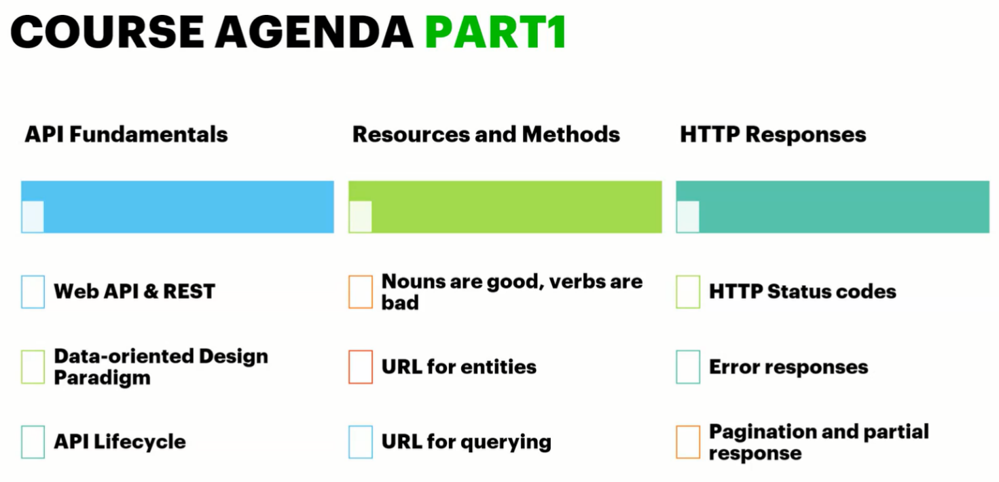 COURSE AGENDA PART1
API Fundamentals
Web API & REST
Data-oriented Design
Paradigm
API Lifecycle
Resources and Methods
Nouns are good, verbs are
bad
URL for entities
URL for querying
HTTP Responses
HTTP Status codes
Error responses
Pagination and partial
response